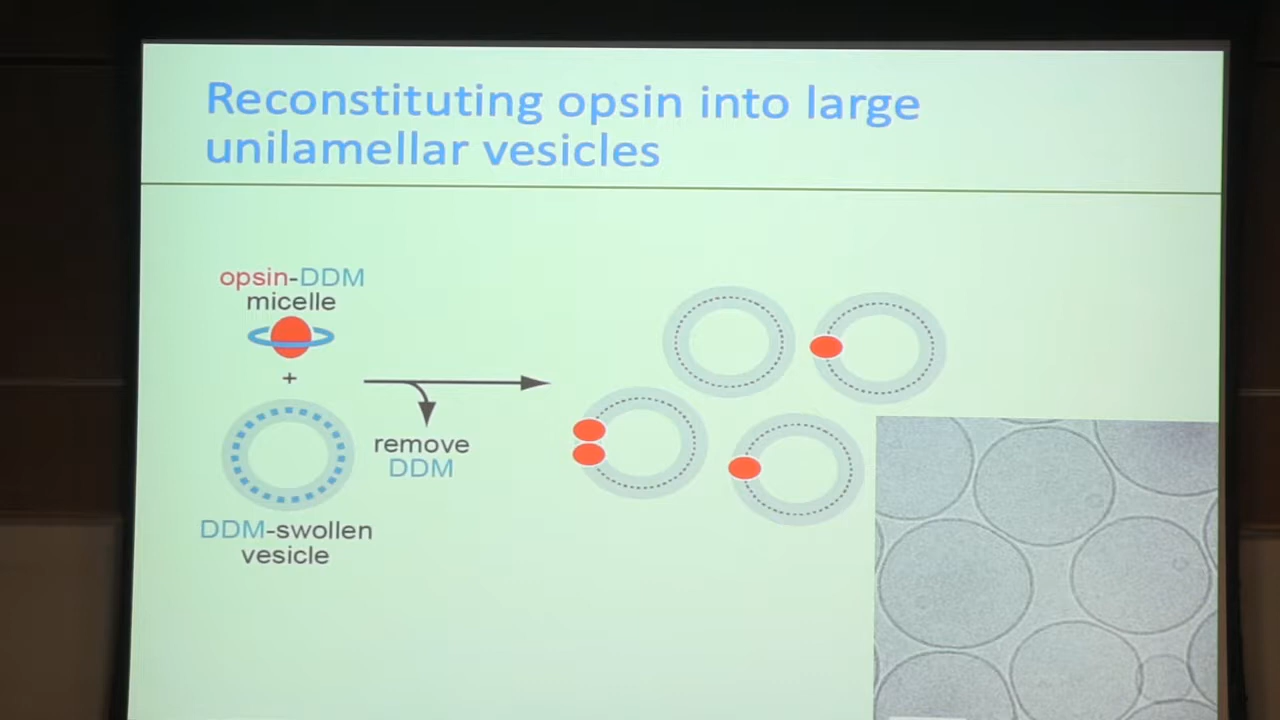 Reconstituting opsin into large
unilamellar vesicles
opsin-DDM
micelle
+
remove
DDM
DDM-swollen
vesicle